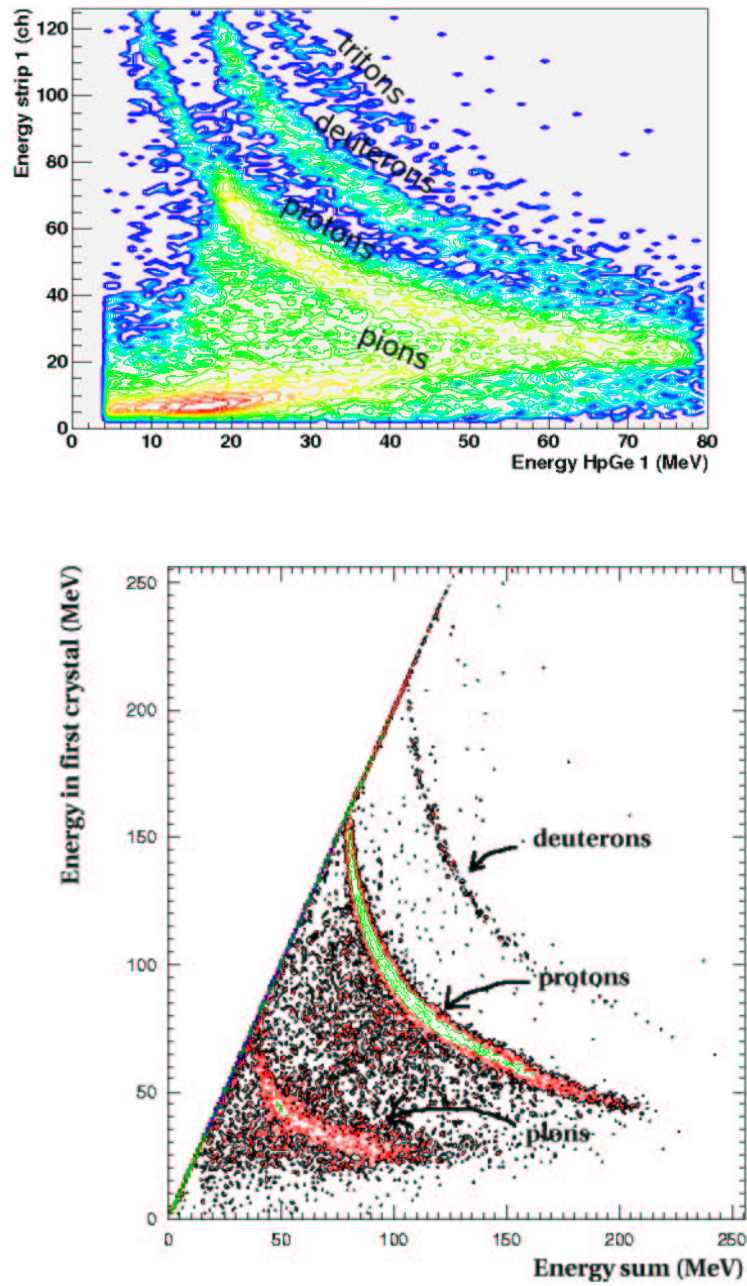 Energy strip 1 (ch)
120
100
80
60
40
20
0
tritons
deuterons
protons
pions
0 10 20 30 40 50 60 70 80
Energy HpGe 1 (MeV)
Energy in first crystal (MeV)
250
200
150
100
50
0
deuterons
protons
pions
0 50 100 150 200 250
Energy sum (MeV)